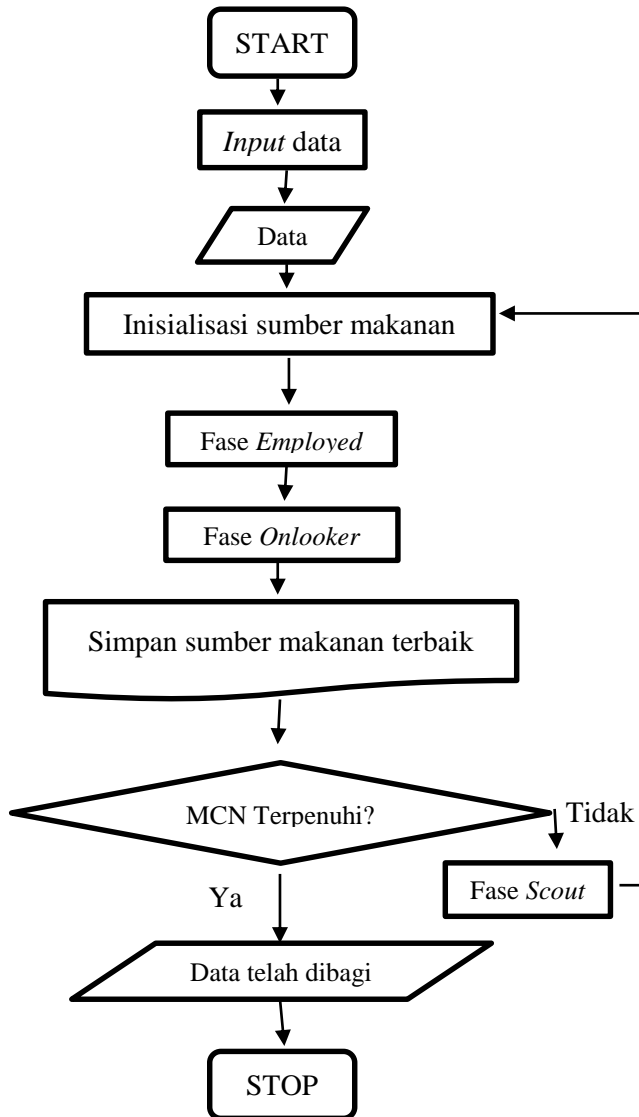 START
Input data
Data
Inisialisasi sumber makanan
Fase Employed
Fase Onlooker
Simpan sumber makanan terbaik
MCN Terpenuhi?
Tidak
Fase Scout
Ya
Data telah dibagi
STOP